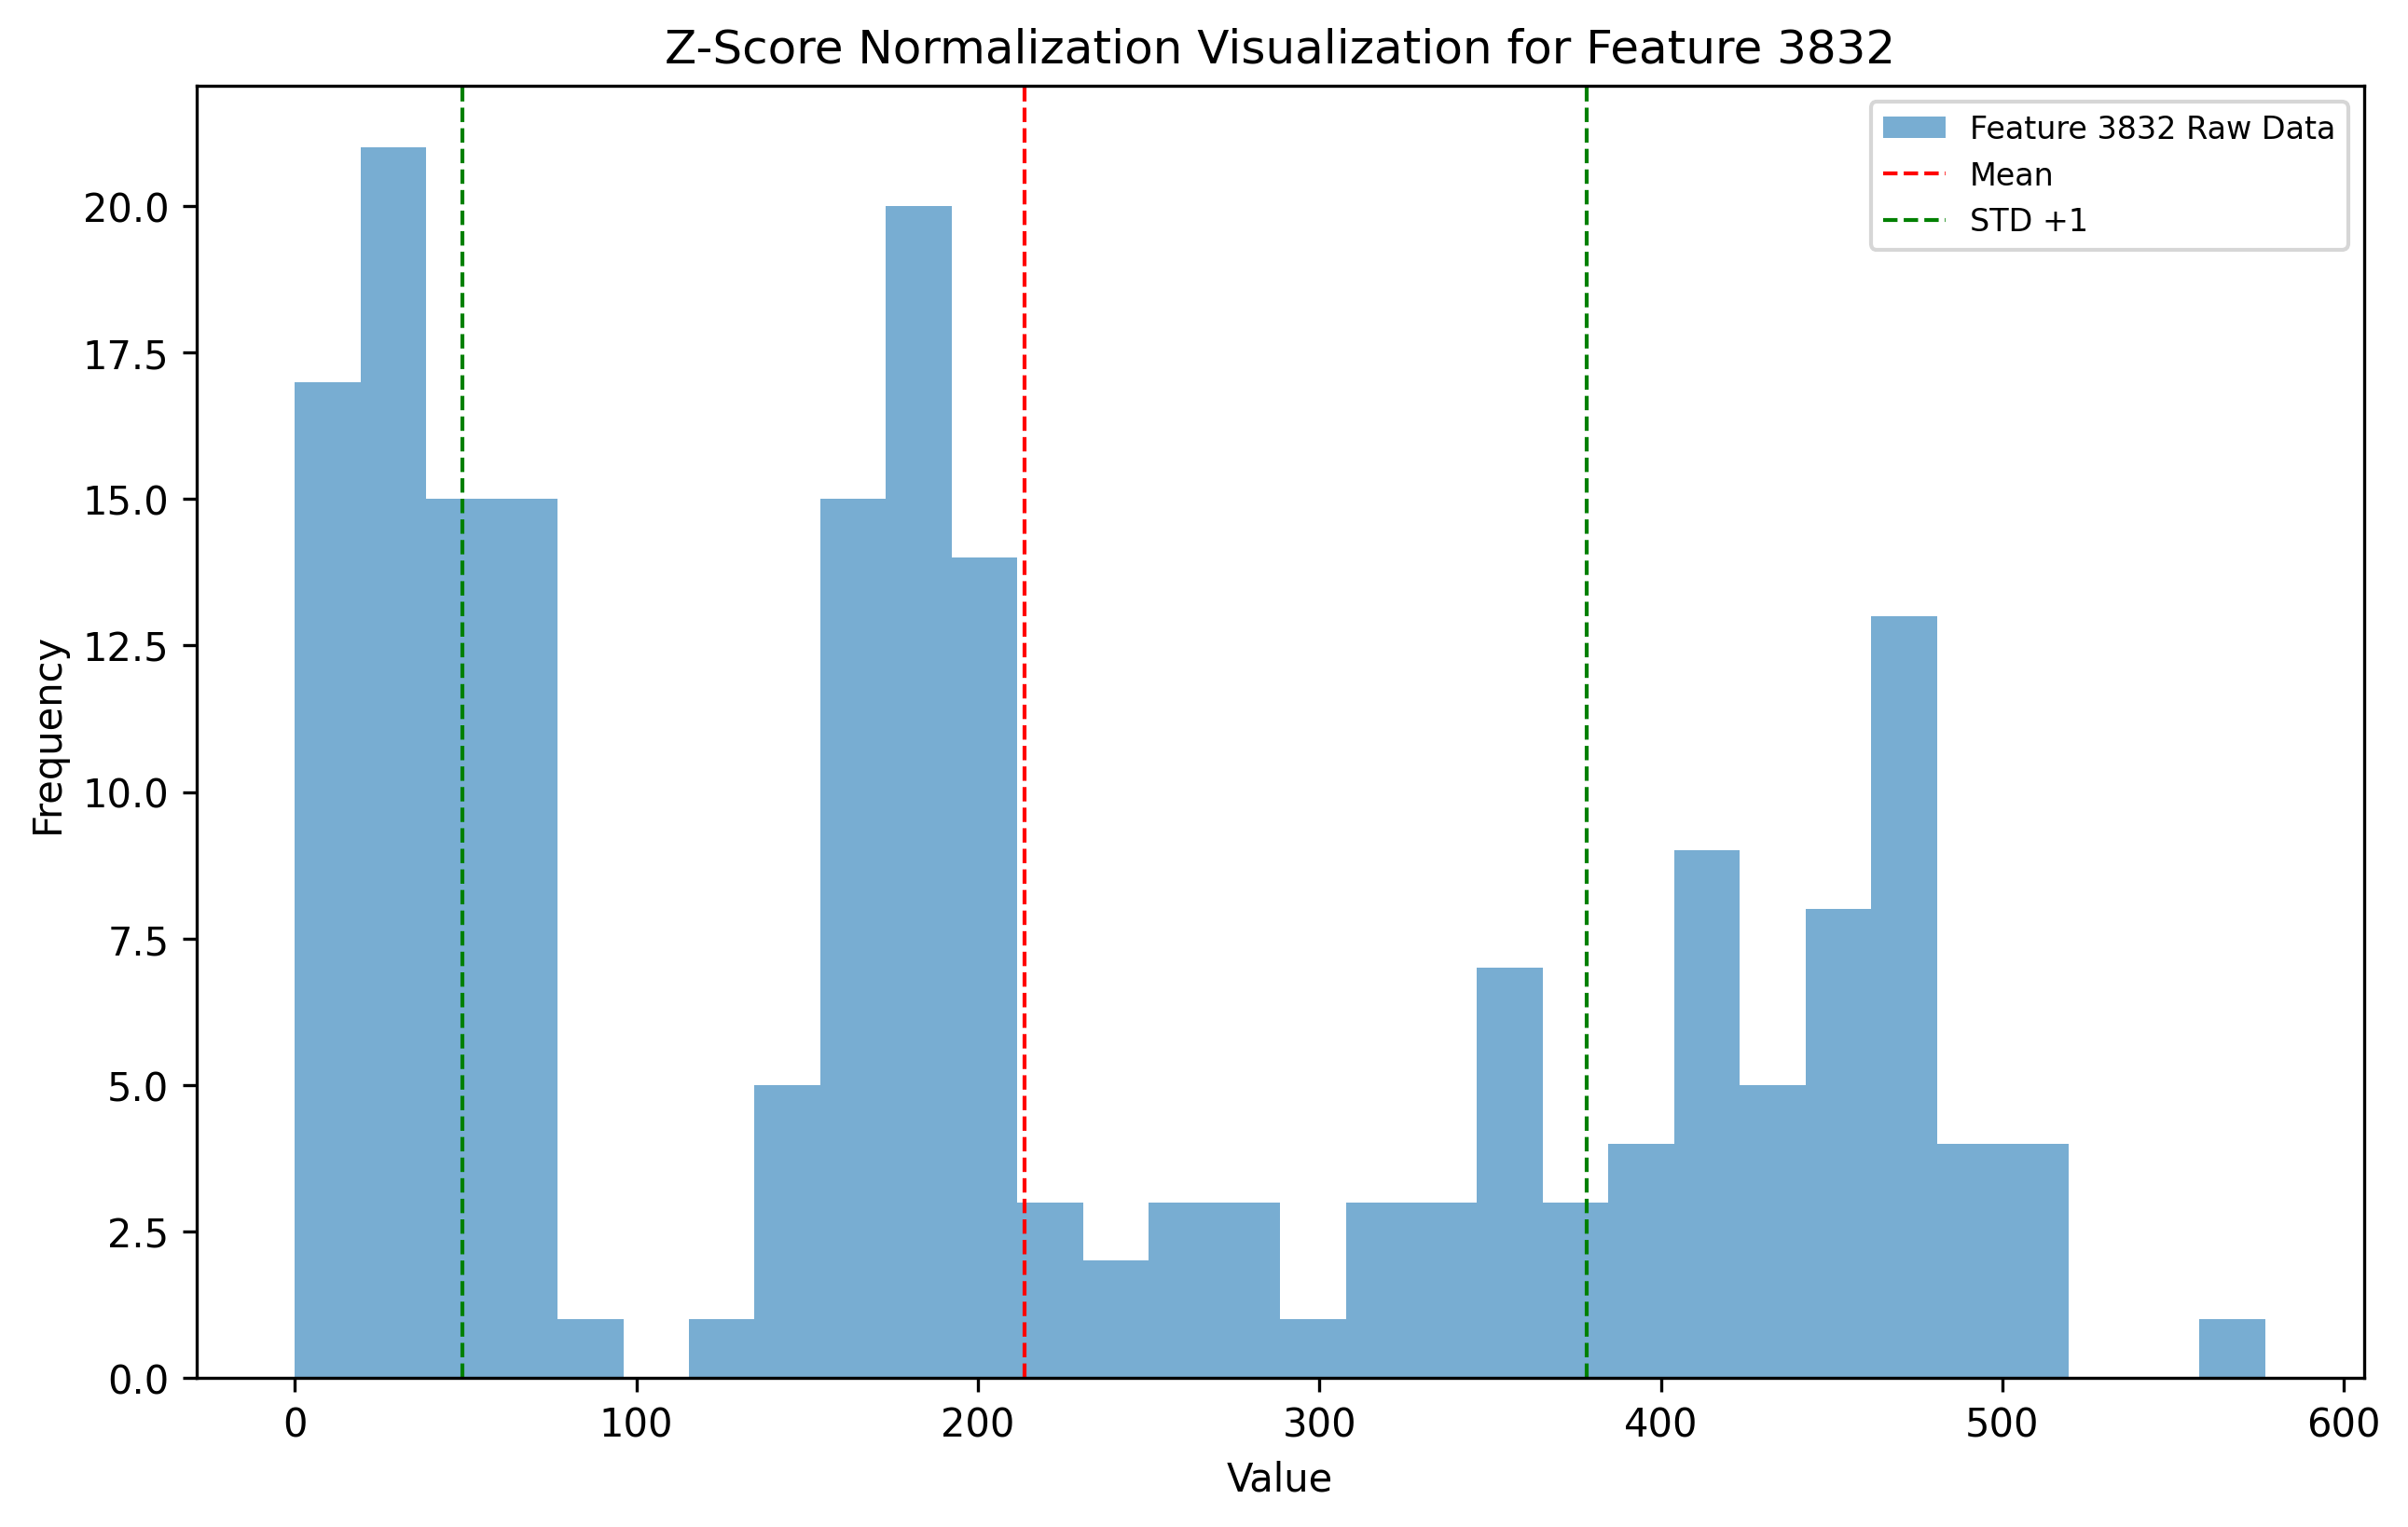 Z-Score Normalization Visualization for Feature 3832
Feature 3832 Raw Data
Mean
STD +1
Frequency
20.0
17.5
15.0
12.5
10.0
7.5
5.0
2.5
0.0
0 100 200 300 400 500 600
Value